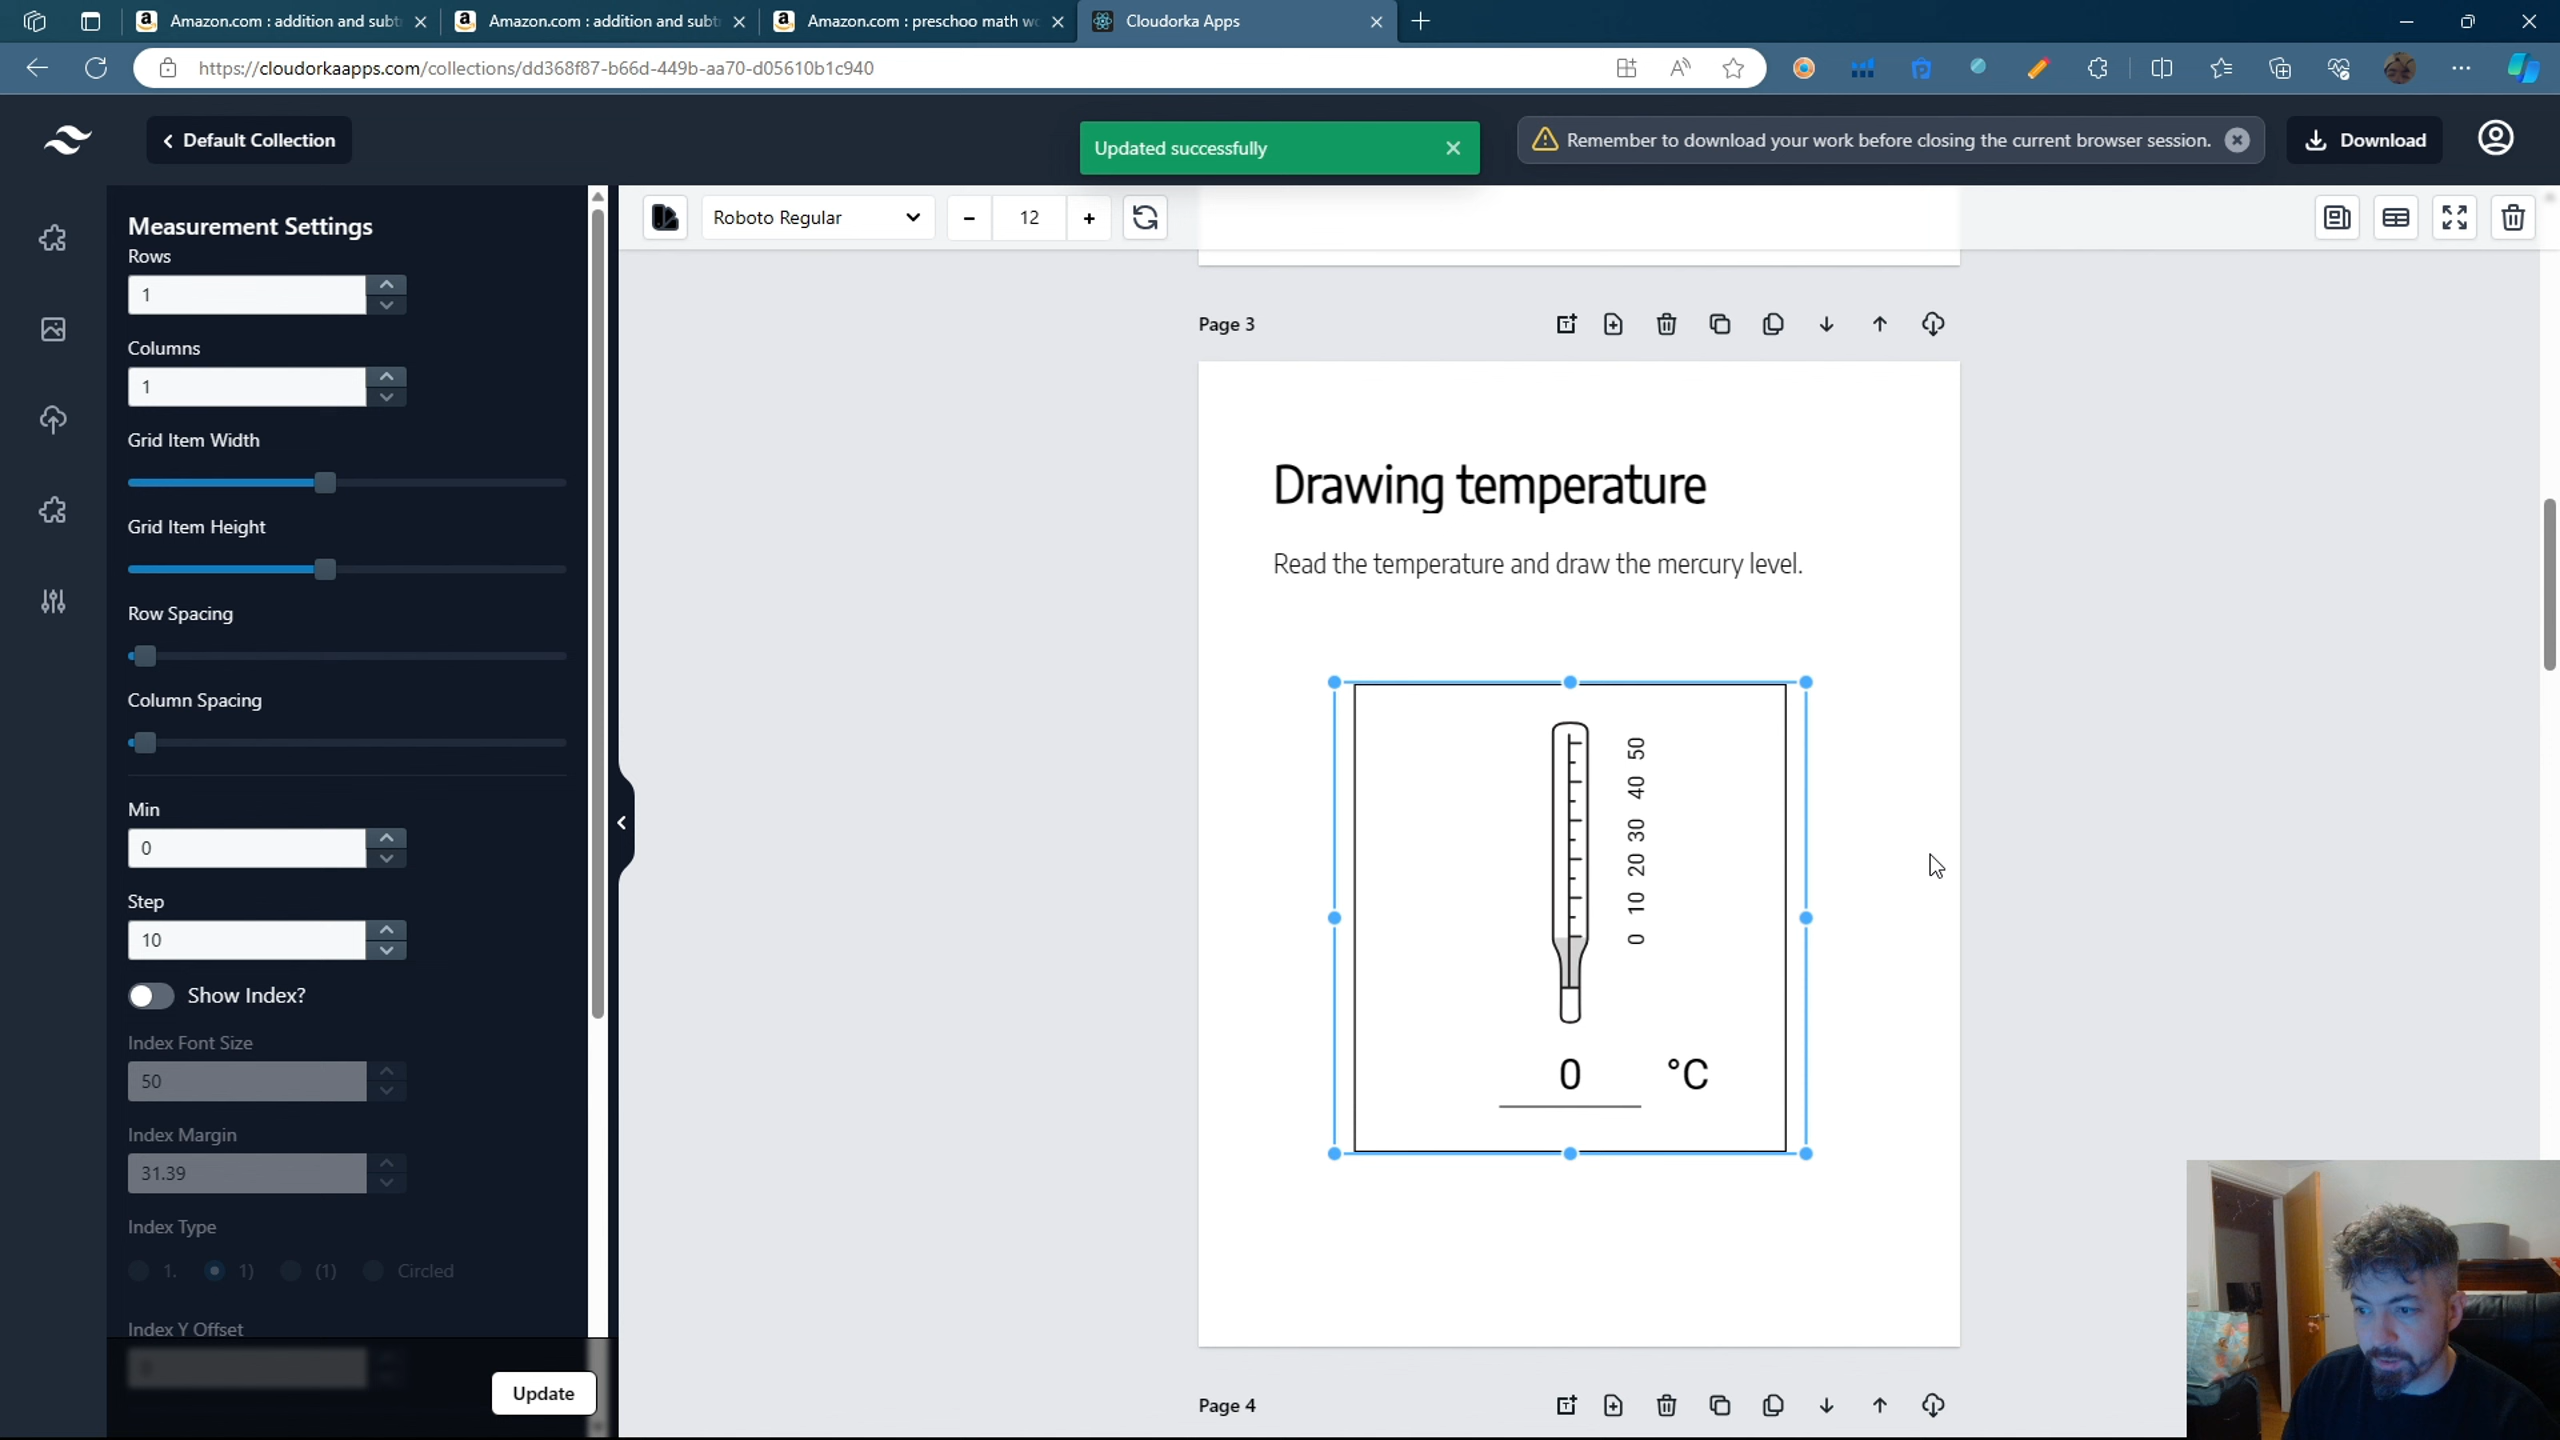 Amazon.com : addition and subt
Amazon.com : addition and subt
Amazon.com : preschoo math wo
Cloudorka Apps
https://cloudorkaapps.com/collections/dd368f87-b66d-449b-aa70-d05610b1c940
Default Collection
Updated successfully
Remember to download your work before closing the current browser session.
Download
Measurement Settings
Rows
1
Columns
1
Grid Item Width
Grid Item Height
Row Spacing
Column Spacing
Min
0
Step
10
Show Index?
Index Font Size
50
Index Margin
31.39
Index Type
1. 1) (1) Circled
Index Y Offset
Update
Roboto Regular
12
Page 3
Drawing temperature
Read the temperature and draw the mercury level.
0 10 20 30 40 50
0 °C
Page 4